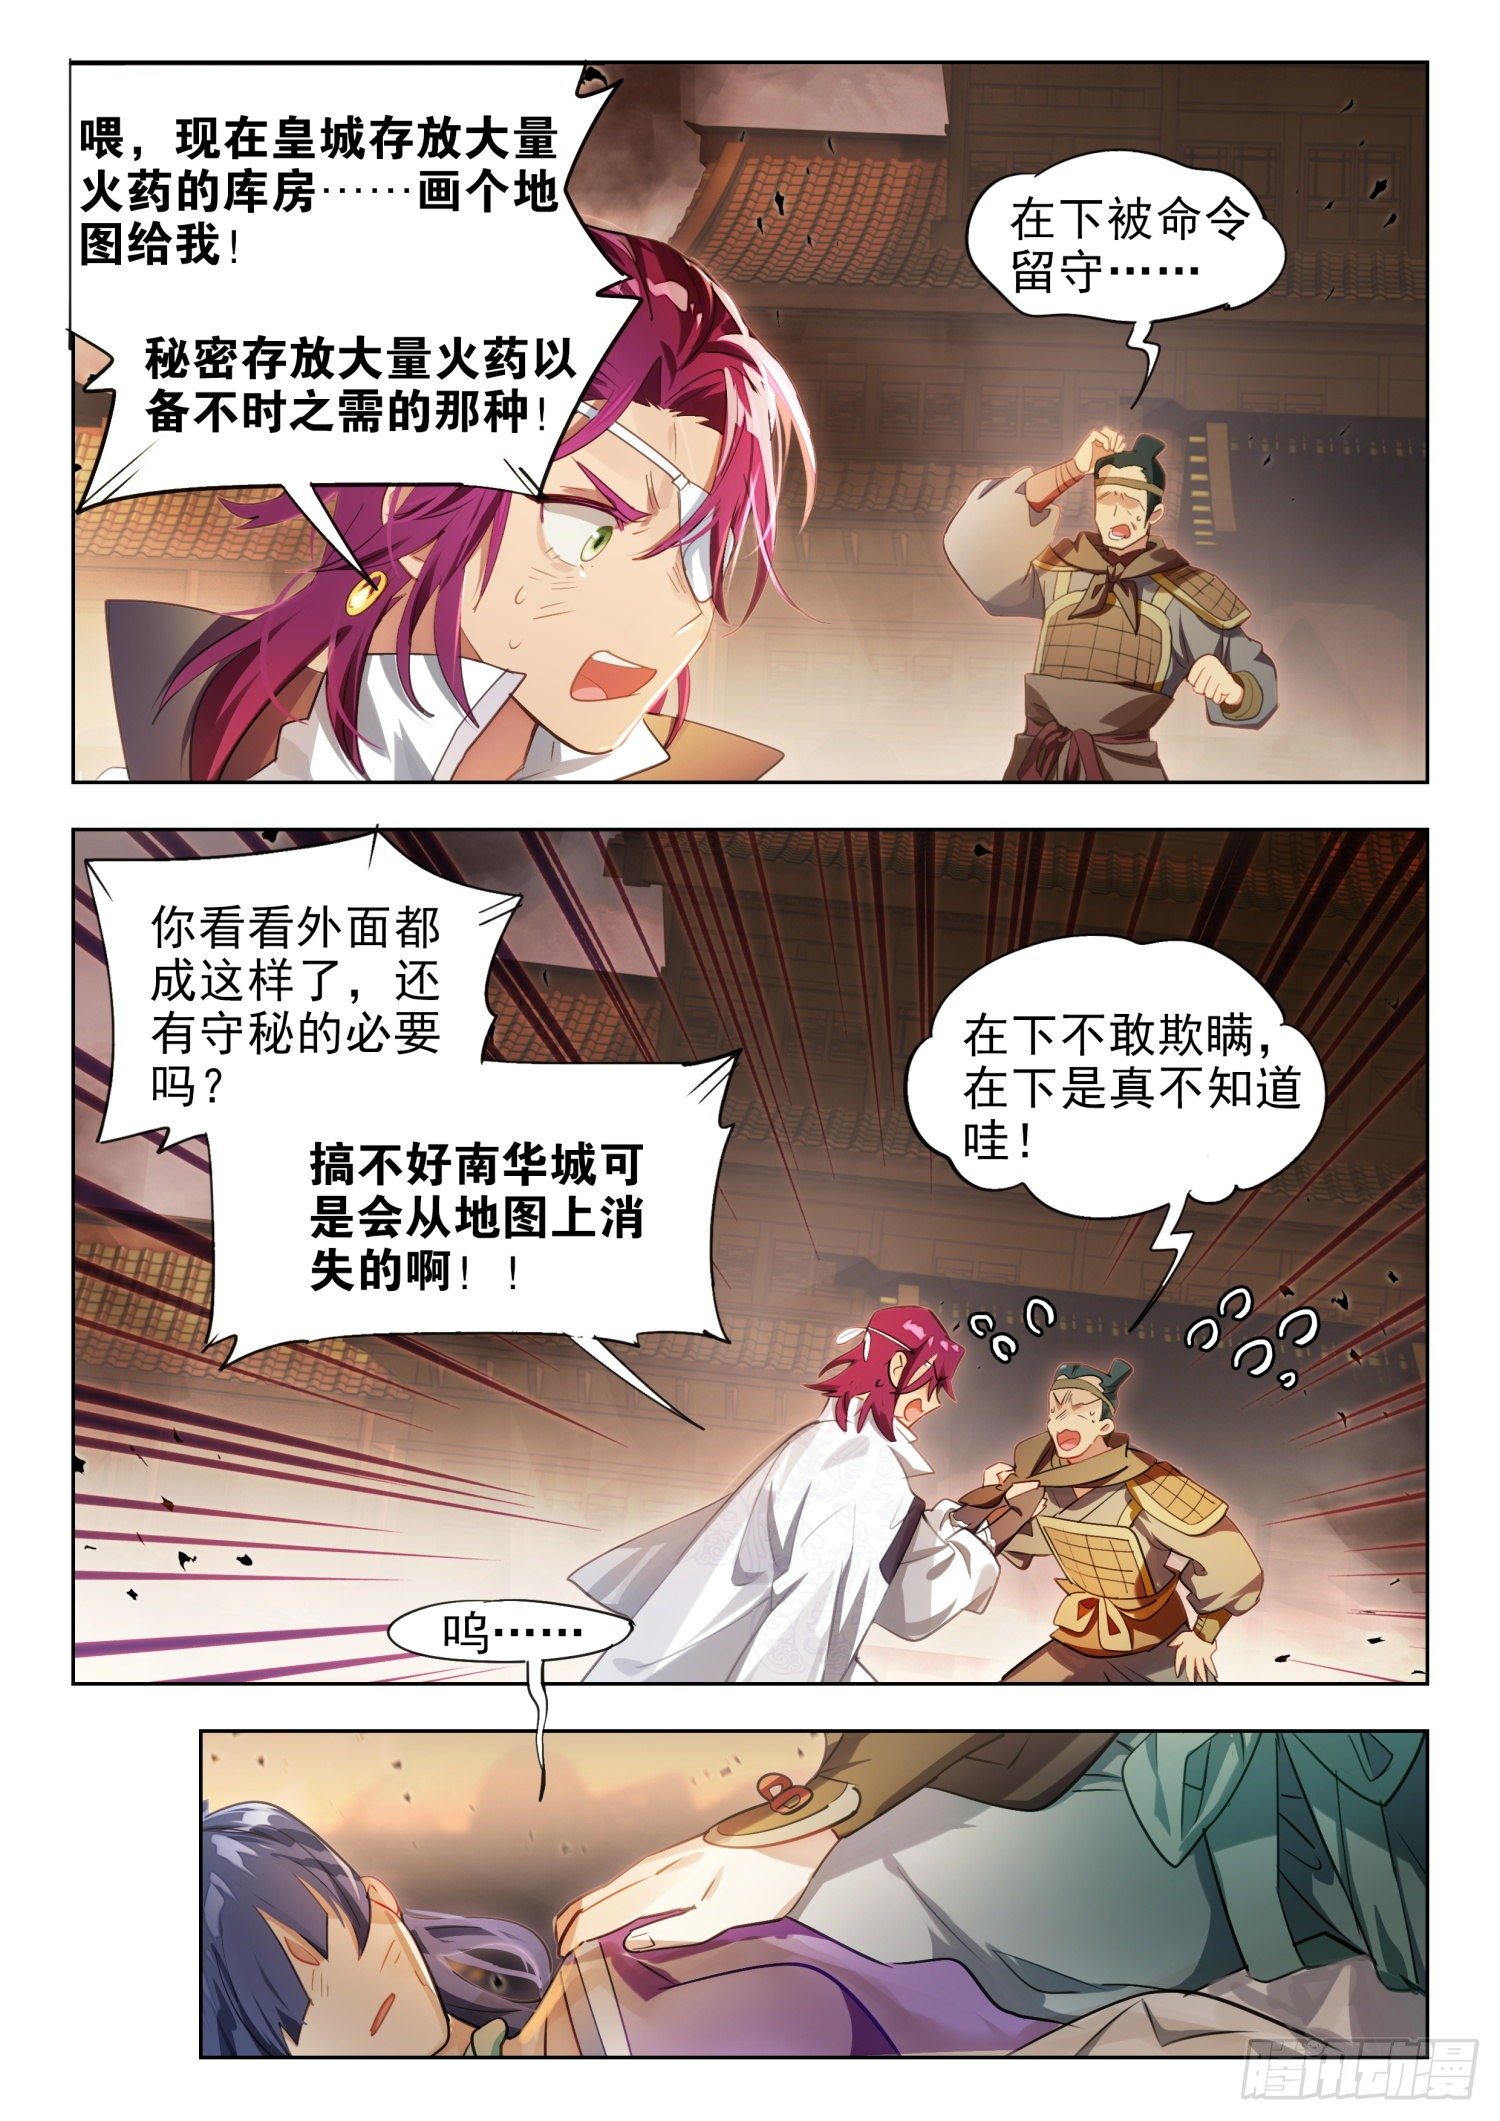 喂，现在皇城存放大量
火药的库房……画个地
图给我！
秘密存放大量火药以
备不时之需的那种！
在下被命令
留守……
你看看外面都
成这样了，还
有守秘的必要
吗？
搞不好南华城可
是会从地图上消
失的啊！！
在下不敢欺瞒，
在下是真不知道
哇！
呜……
腾讯动漫